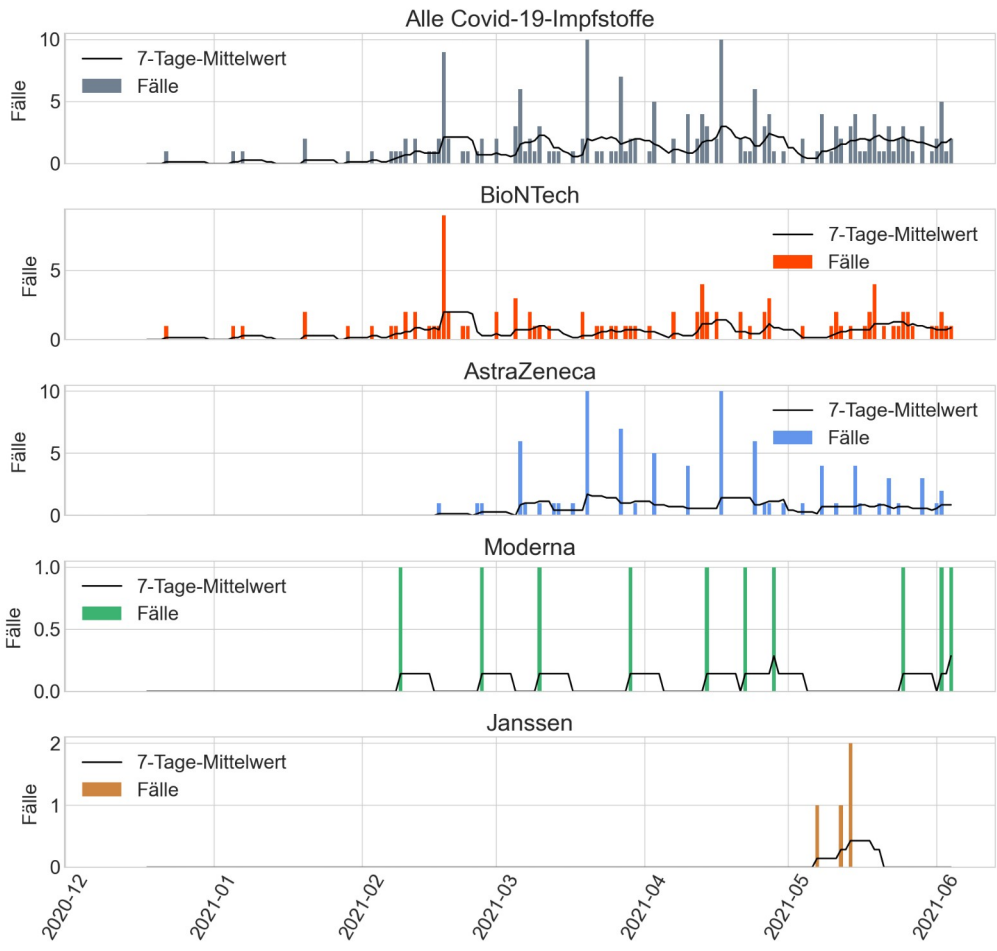 Alle Covid-19-Impfstoffe
10
5
0
Fälle
7-Tage-Mittelwert
Fälle
BioNTech
5
0
Fälle
7-Tage-Mittelwert
Fälle
AstraZeneca
10
5
0
Fälle
7-Tage-Mittelwert
Fälle
Moderna
1.0
0.5
0.0
Fälle
7-Tage-Mittelwert
Fälle
Janssen
2
1
0
Fälle
7-Tage-Mittelwert
Fälle
2020-12
2021-01
2021-02
2021-03
2021-04
2021-05
2021-06